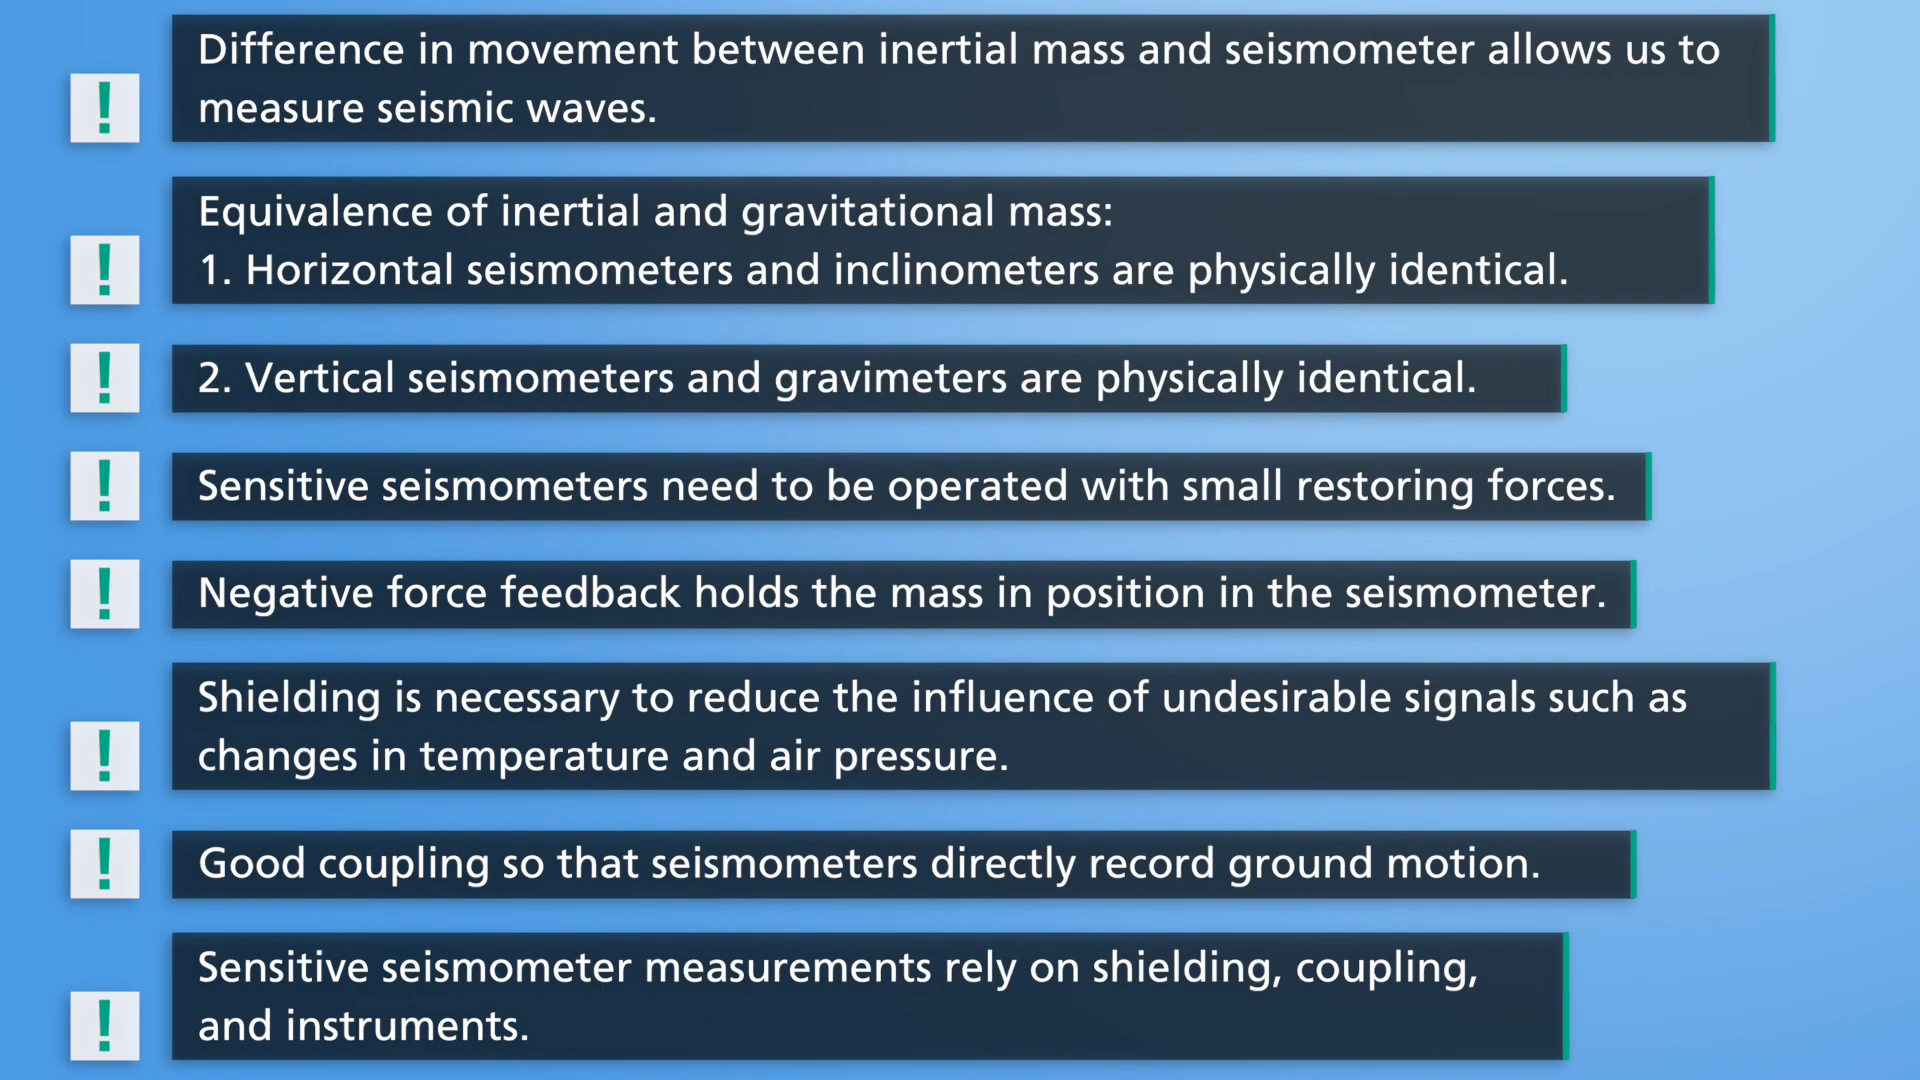 Difference in movement between inertial mass and seismometer allows us to
measure seismic waves.
Equivalence of inertial and gravitational mass:
1. Horizontal seismometers and inclinometers are physically identical.
2. Vertical seismometers and gravimeters are physically identical.
Sensitive seismometers need to be operated with small restoring forces.
Negative force feedback holds the mass in position in the seismometer.
Shielding is necessary to reduce the influence of undesirable signals such as
changes in temperature and air pressure.
Good coupling so that seismometers directly record ground motion.
Sensitive seismometer measurements rely on shielding, coupling,
and instruments.